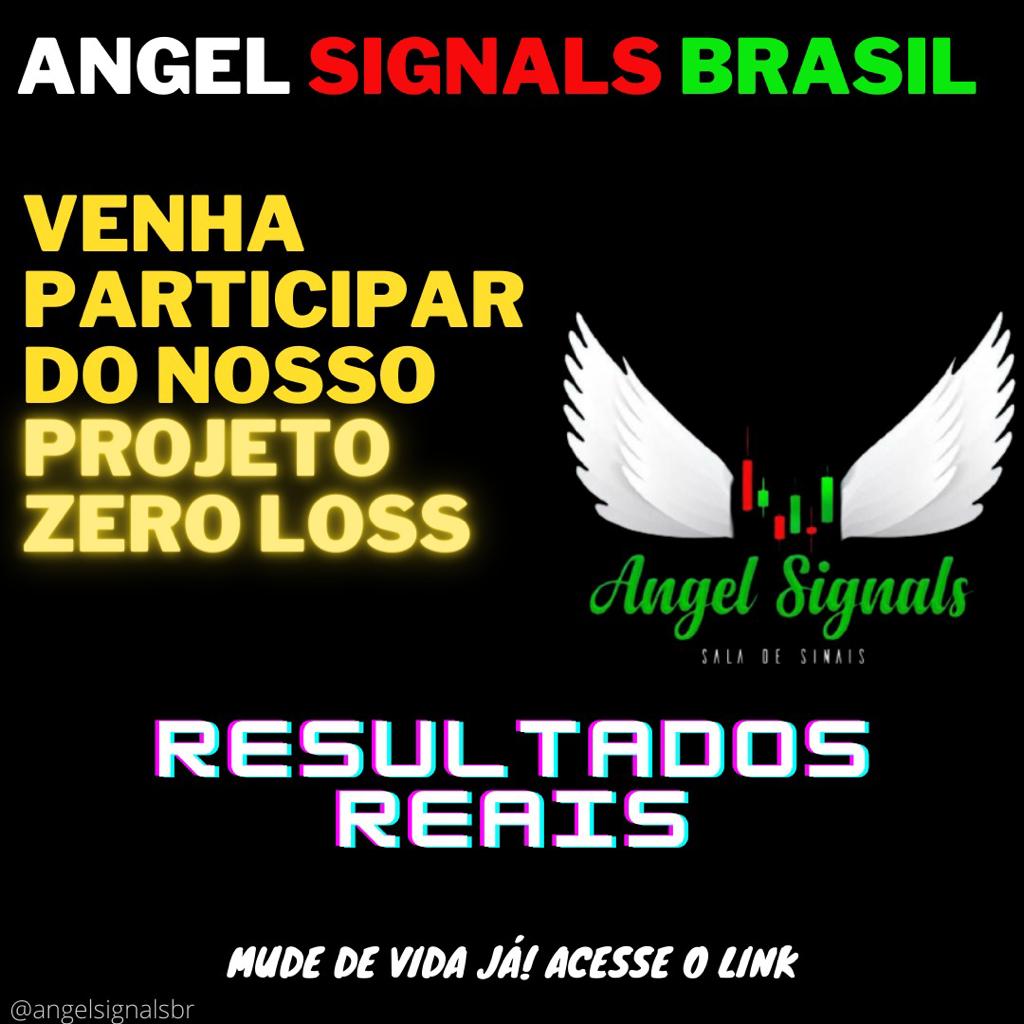 ANGEL SIGNALS BRASIL
VENHA
PARTICIPAR
DO NOSSO
PROJETO
ZERO LOSS
Angel Signals
SALA DE SINAIS
RESULTADOS
REAIS
MUDE DE VIDA JÁ! ACESSE O LINK
@angelsignalsbr